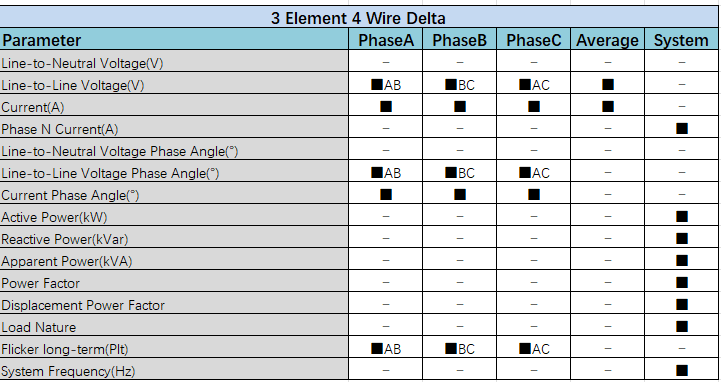 3 Element 4 Wire Delta
Parameter PhaseA PhaseB PhaseC Average System
Line-to-Neutral Voltage(V) – – – – –
Line-to-Line Voltage(V) ■AB ■BC ■AC ■ –
Current(A) ■ ■ ■ ■ –
Phase N Current(A) – – – – ■
Line-to-Neutral Voltage Phase Angle(°) – – – – –
Line-to-Line Voltage Phase Angle(°) ■AB ■BC ■AC – –
Current Phase Angle(°) ■ ■ ■ – –
Active Power(kW) – – – – ■
Reactive Power(kVar) – – – – ■
Apparent Power(kVA) – – – – ■
Power Factor – – – – ■
Displacement Power Factor – – – – ■
Load Nature – – – – ■
Flicker long-term(Plt) ■AB ■BC ■AC – –
System Frequency(Hz) – – – – ■